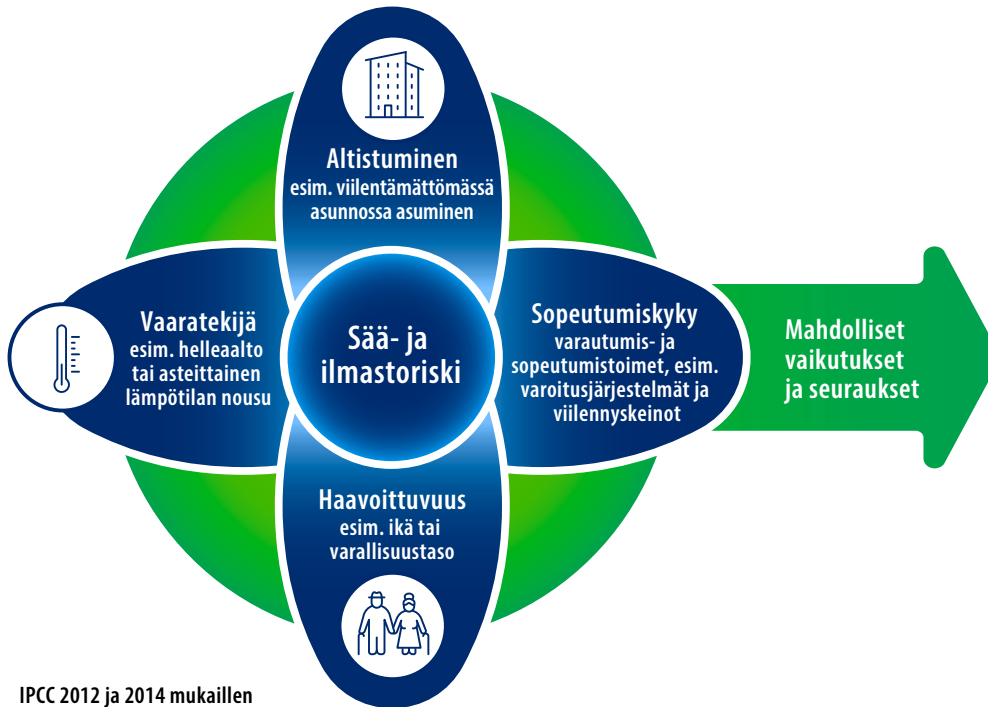 Altistuminen
esim. viilentämättömässä
asunnossa asuminen
Vaaratekijä
esim. helleaalto
tai asteittainen
lämpötilan nousu
Sää- ja
ilmastoriski
Sopeutumiskyky
varautumis- ja
sopeutumistoimet, esim.
varoitusjärjestelmät ja
viilennyskeinot
Mahdolliset
vaikutukset
ja seuraukset
Haavoittuvuus
esim. ikä tai
varallisuustaso
IPCC 2012 ja 2014 mukaillen